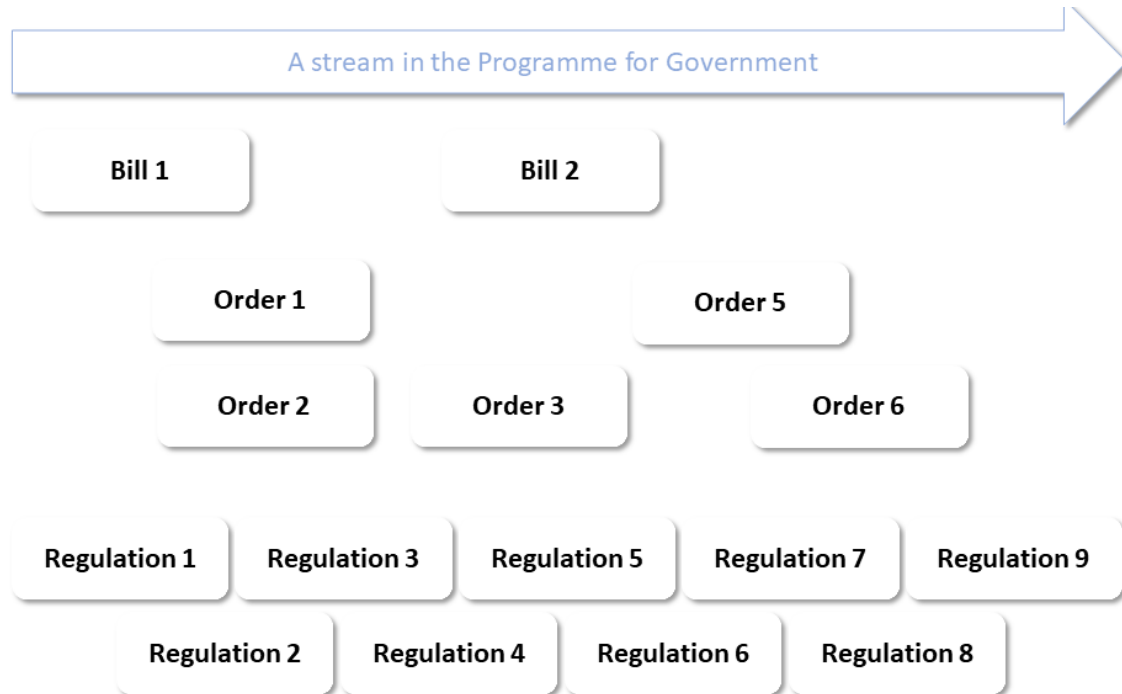 A stream in the Programme for Government
Bill 1
Bill 2
Order 1
Order 5
Order 2
Order 3
Order 6
Regulation 1
Regulation 3
Regulation 5
Regulation 7
Regulation 9
Regulation 2
Regulation 4
Regulation 6
Regulation 8